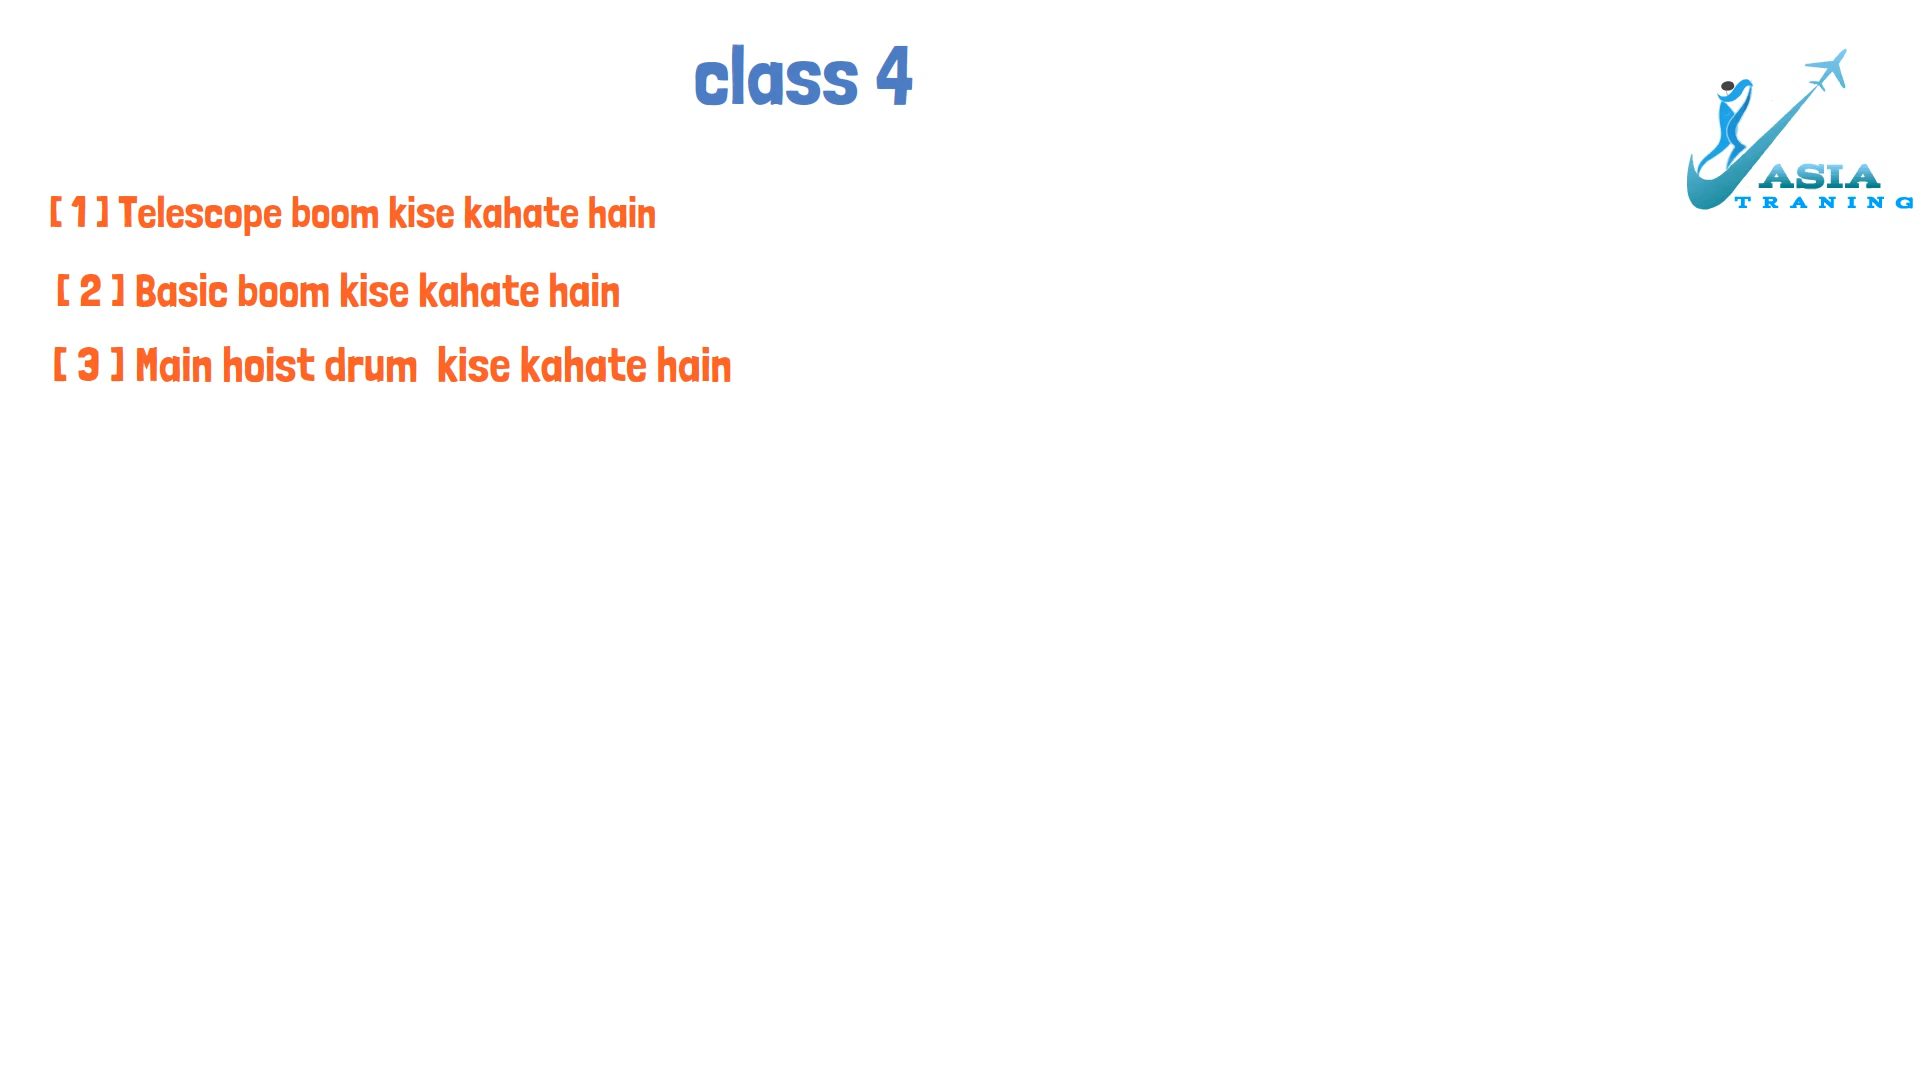 class 4
ASIA
TRANING
[ 1 ] Telescope boom kise kahate hain
[ 2 ] Basic boom kise kahate hain
[ 3 ] Main hoist drum  kise kahate hain